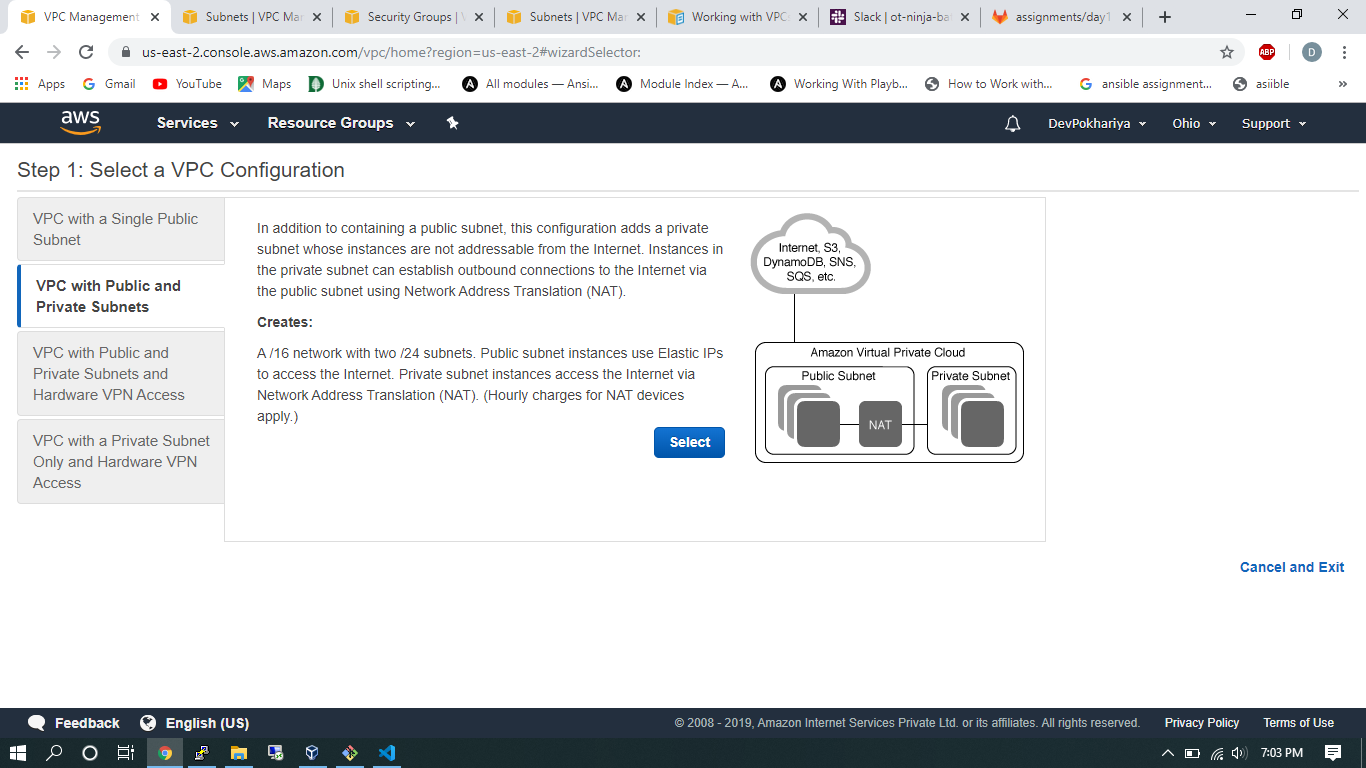 VPC Management
Subnets | VPC Mar
Security Groups | V
Subnets | VPC Mar
Working with VPCs
Slack | ot-ninja-ba
assignments/day1
us-east-2.console.aws.amazon.com/vpc/home?region=us-east-2#wizardSelector:
ABP
D
Apps
Gmail
YouTube
Maps
Unix shell scripting...
All modules — Ansi...
Module Index — A...
Working With Playb...
How to Work with...
ansible assignment...
asiible
»
aws
Services
Resource Groups
DevPokhariya
Ohio
Support
Step 1: Select a VPC Configuration
VPC with a Single Public
Subnet
VPC with Public and
Private Subnets
VPC with Public and
Private Subnets and
Hardware VPN Access
VPC with a Private Subnet
Only and Hardware VPN
Access
In addition to containing a public subnet, this configuration adds a private
subnet whose instances are not addressable from the Internet. Instances in
the private subnet can establish outbound connections to the Internet via
the public subnet using Network Address Translation (NAT).
Creates:
A /16 network with two /24 subnets. Public subnet instances use Elastic IPs
to access the Internet. Private subnet instances access the Internet via
Network Address Translation (NAT). (Hourly charges for NAT devices
apply.)
Select
Internet, S3,
DynamoDB, SNS,
SQS, etc.
Amazon Virtual Private Cloud
Public Subnet
Private Subnet
NAT
Cancel and Exit
Feedback
English (US)
© 2008 - 2019, Amazon Internet Services Private Ltd. or its affiliates. All rights reserved.
Privacy Policy
Terms of Use
7:03 PM